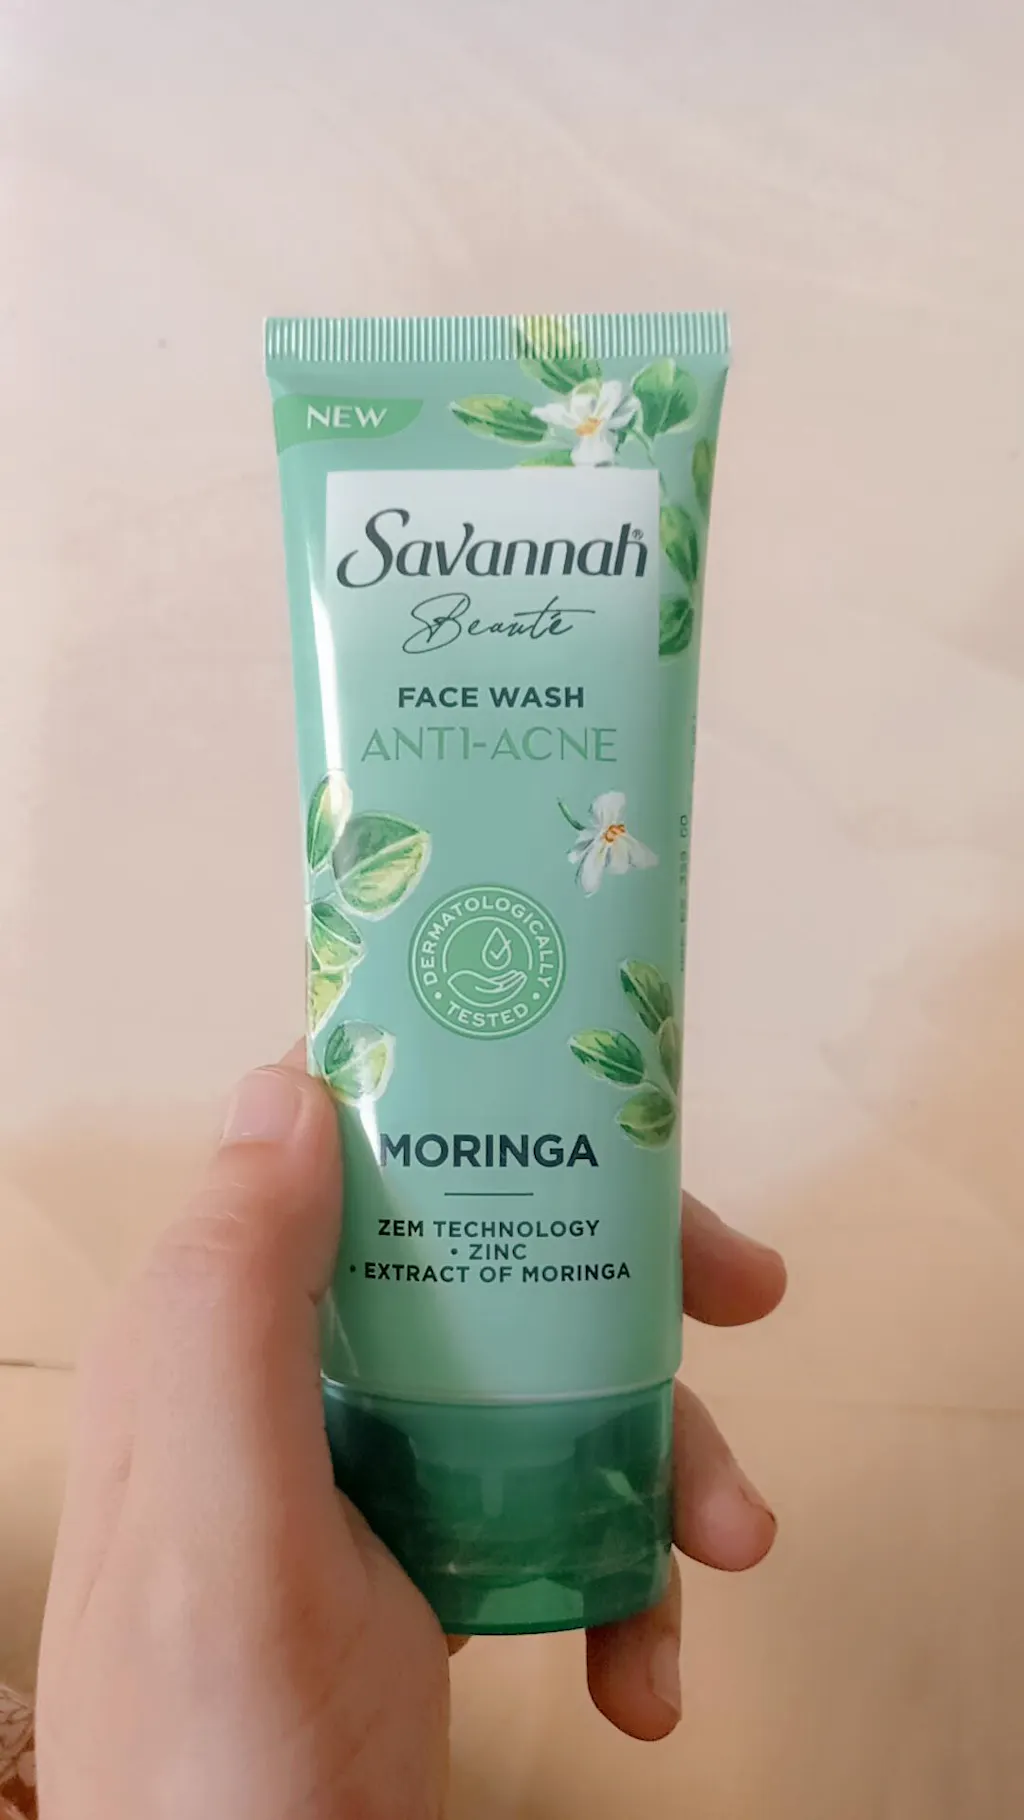 NEW
Savannah®
Beauté
FACE WASH
ANTI-ACNE
DERMATOLOGICALLY
• TESTED •
MORINGA
ZEM TECHNOLOGY
• ZINC
• EXTRACT OF MORINGA